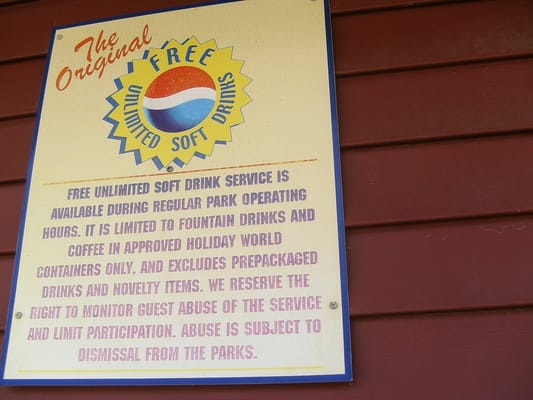 The
Original
FREE
UNLIMITED SOFT DRINKS
FREE UNLIMITED SOFT DRINK SERVICE IS
AVAILABLE DURING REGULAR PARK OPERATING
HOURS. IT IS LIMITED TO FOUNTAIN DRINKS AND
COFFEE IN APPROVED HOLIDAY WORLD
CONTAINERS ONLY, AND EXCLUDES PREPACKAGED
DRINKS AND NOVELTY ITEMS. WE RESERVE THE
RIGHT TO MONITOR GUEST ABUSE OF THE SERVICE
AND LIMIT PARTICIPATION. ABUSE IS SUBJECT TO
DISMISSAL FROM THE PARKS.